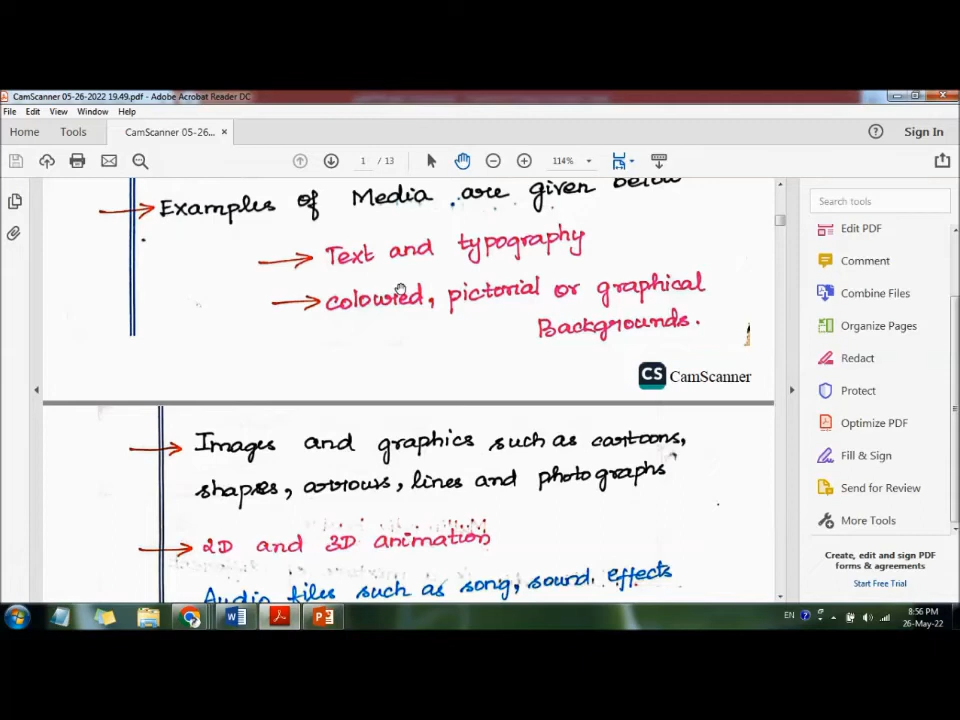 CamScanner 05-26-2022 19.49.pdf - Adobe Acrobat Reader DC
File Edit View Window Help
Home Tools CamScanner 05-26... × Sign In
1 / 13 114%
Examples of Media are given below
Text and typography
coloured, pictorial or graphical
Backgrounds.
CS CamScanner
Images and graphics such as cartoons,
shapes, arrows, lines and photographs
2D and 3D animation
Audio files such as song, sound effects
Search tools
Edit PDF
Comment
Combine Files
Organize Pages
Redact
Protect
Optimize PDF
Fill & Sign
Send for Review
More Tools
Create, edit and sign PDF
forms & agreements
Start Free Trial
EN 8:56 PM
26-May-22